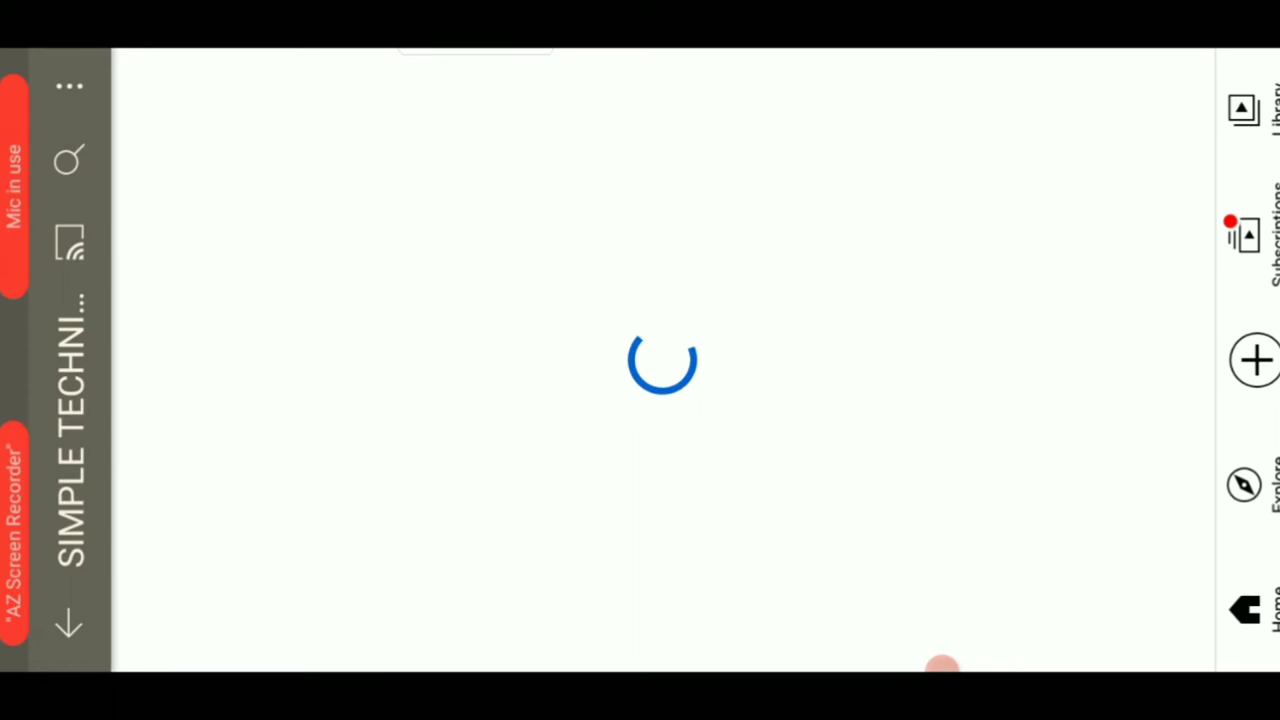 "AZ Screen Recorder"
Mic in use
SIMPLE TECHNI...
Home
Explore
Subscriptions
Library